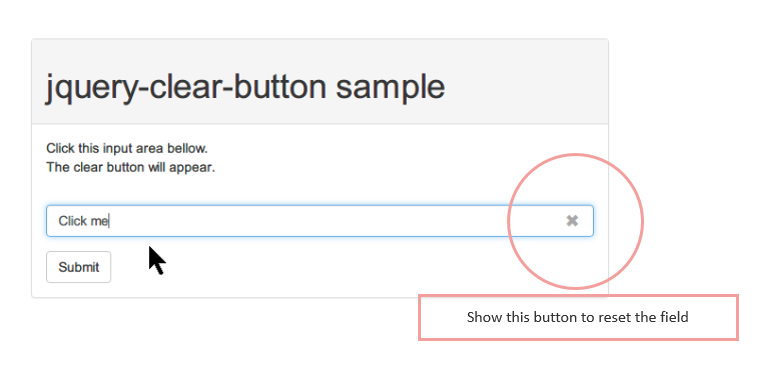 jquery-clear-button sample
Click this input area bellow.
The clear button will appear.
Click me
Submit
Show this button to reset the field